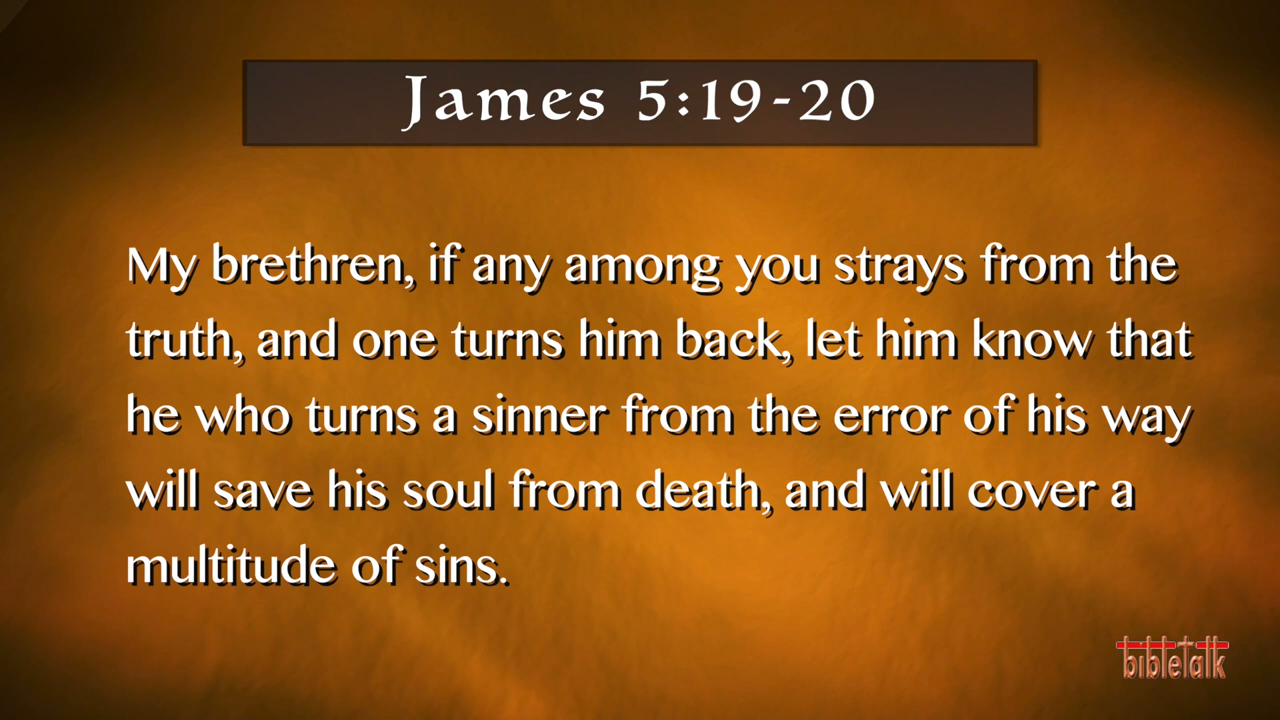 James 5:19-20
My brethren, if any among you strays from the
truth, and one turns him back, let him know that
he who turns a sinner from the error of his way
will save his soul from death, and will cover a
multitude of sins.
bibleTalk